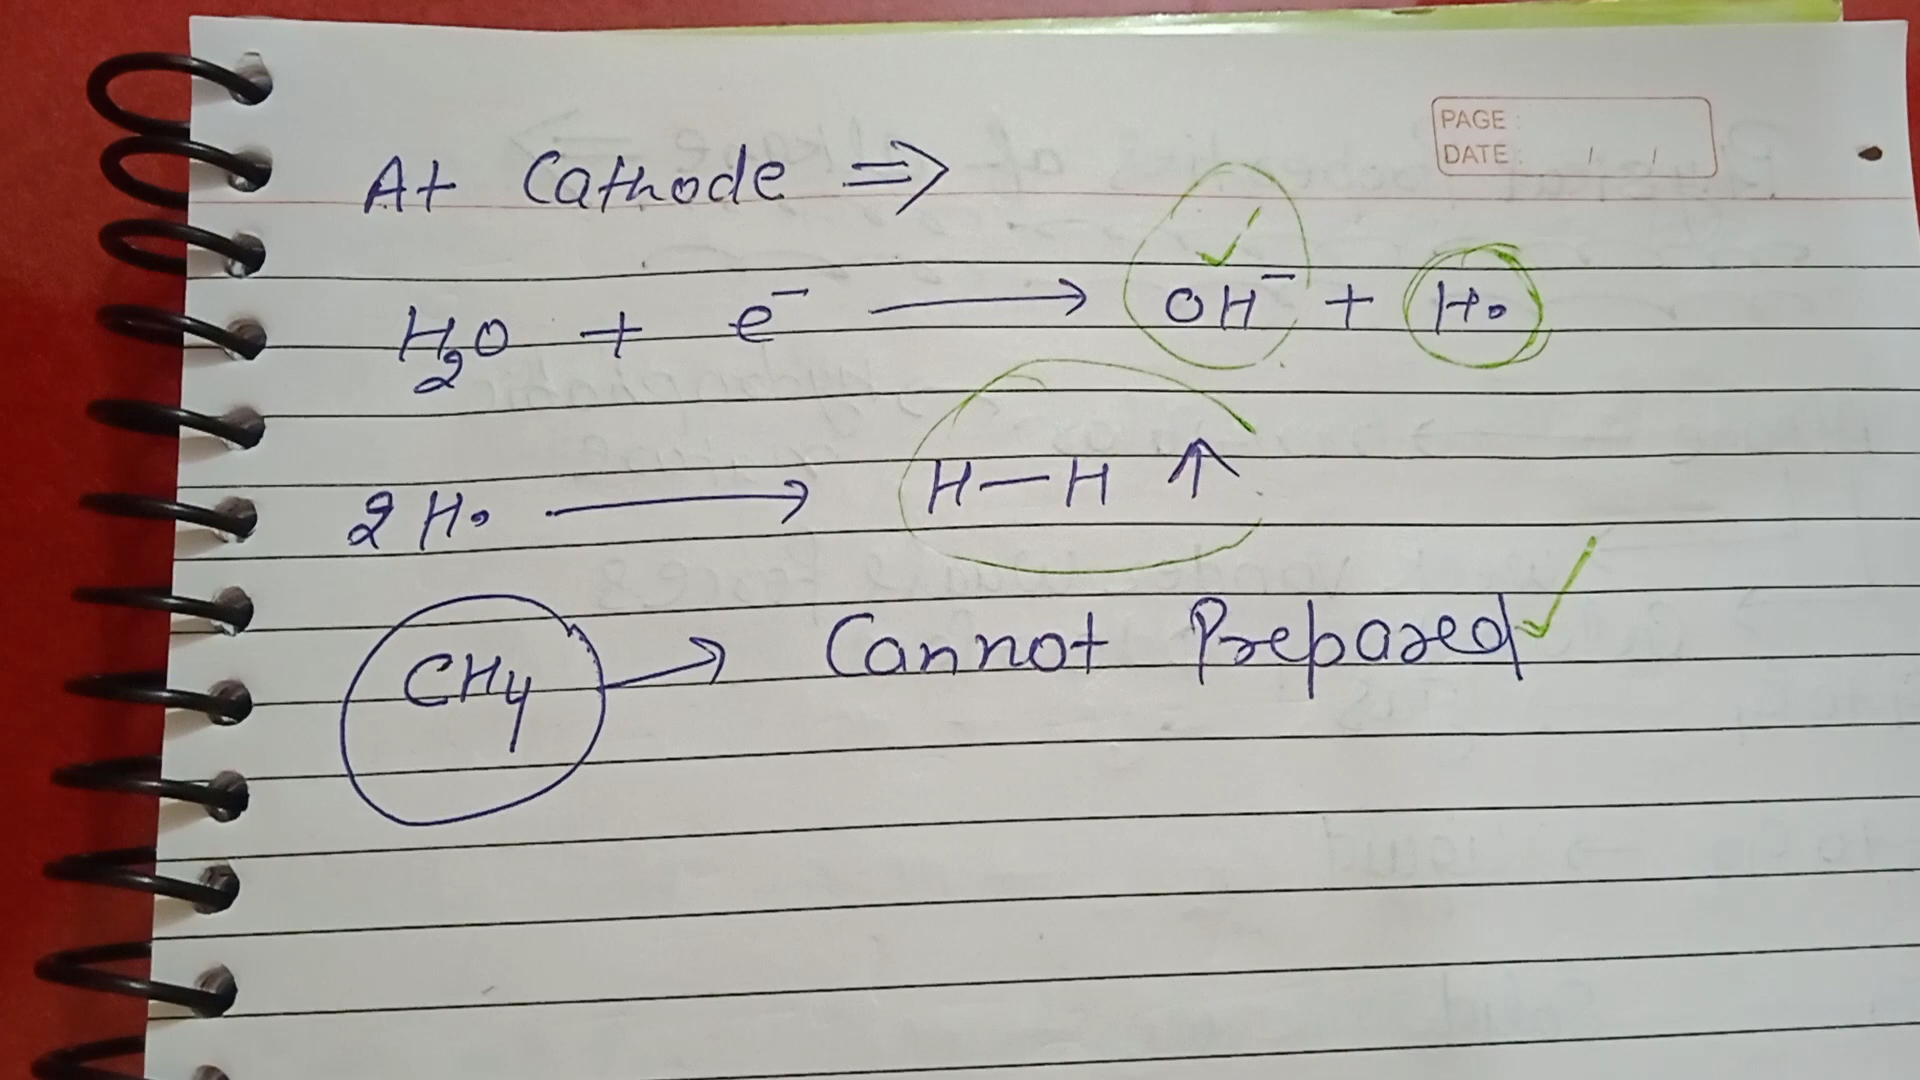 PAGE :
DATE : / /
At Cathode ⇒
H₂O + e⁻ ⟶ OH⁻ + H•
2H• ⟶ H—H ↑
CH₄ → Cannot Prepared